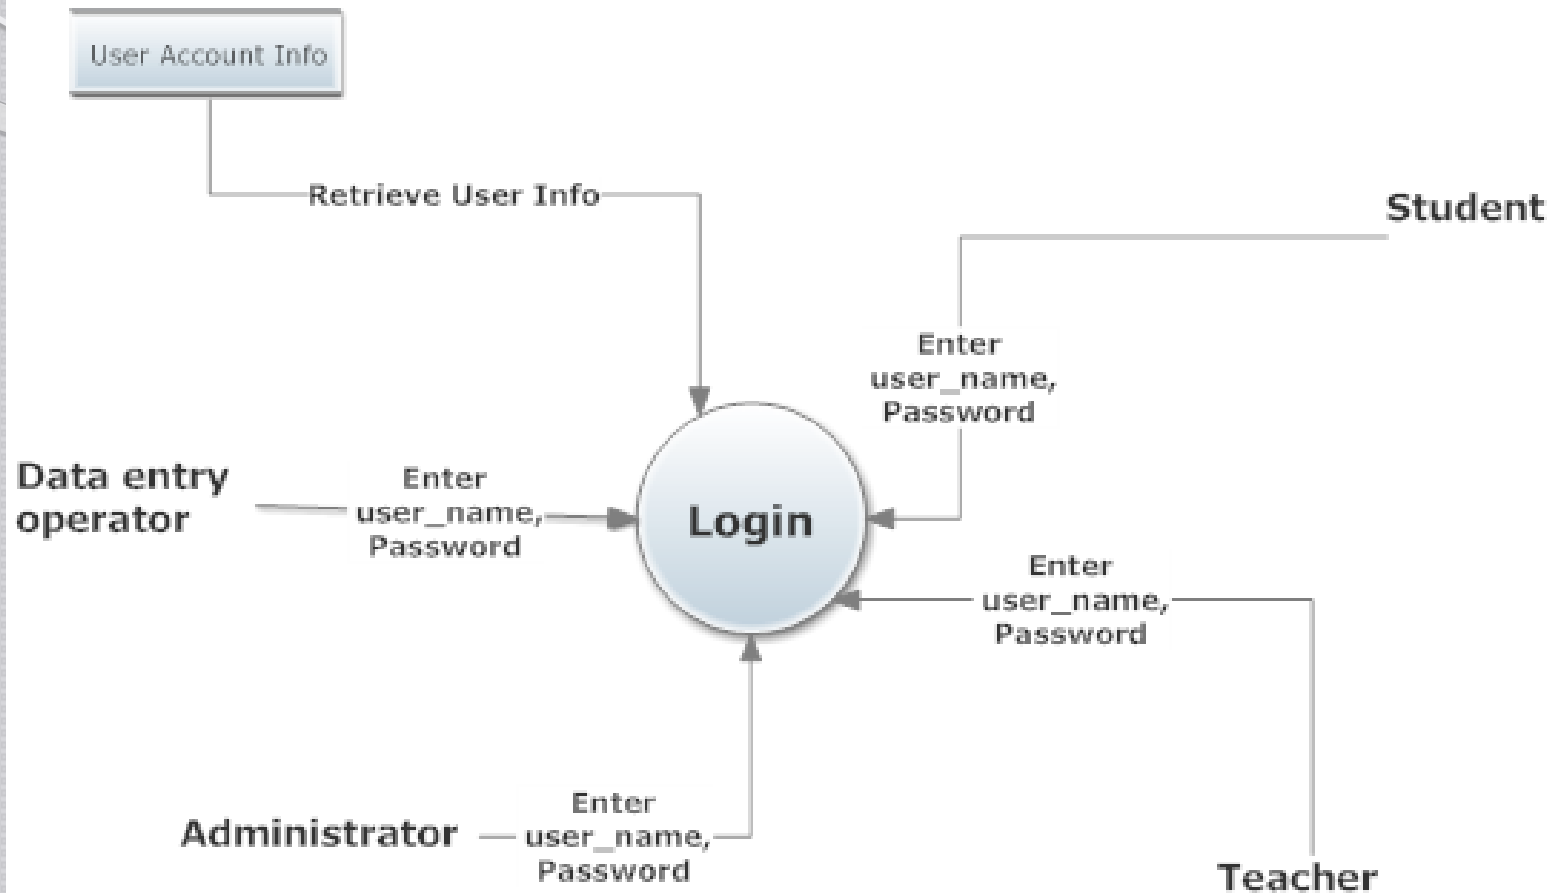 User Account Info
Retrieve User Info
Student
Enter
user_name,
Password
Data entry
operator
Enter
user_name,
Password
Login
Enter
user_name,
Password
Administrator
Enter
user_name,
Password
Teacher